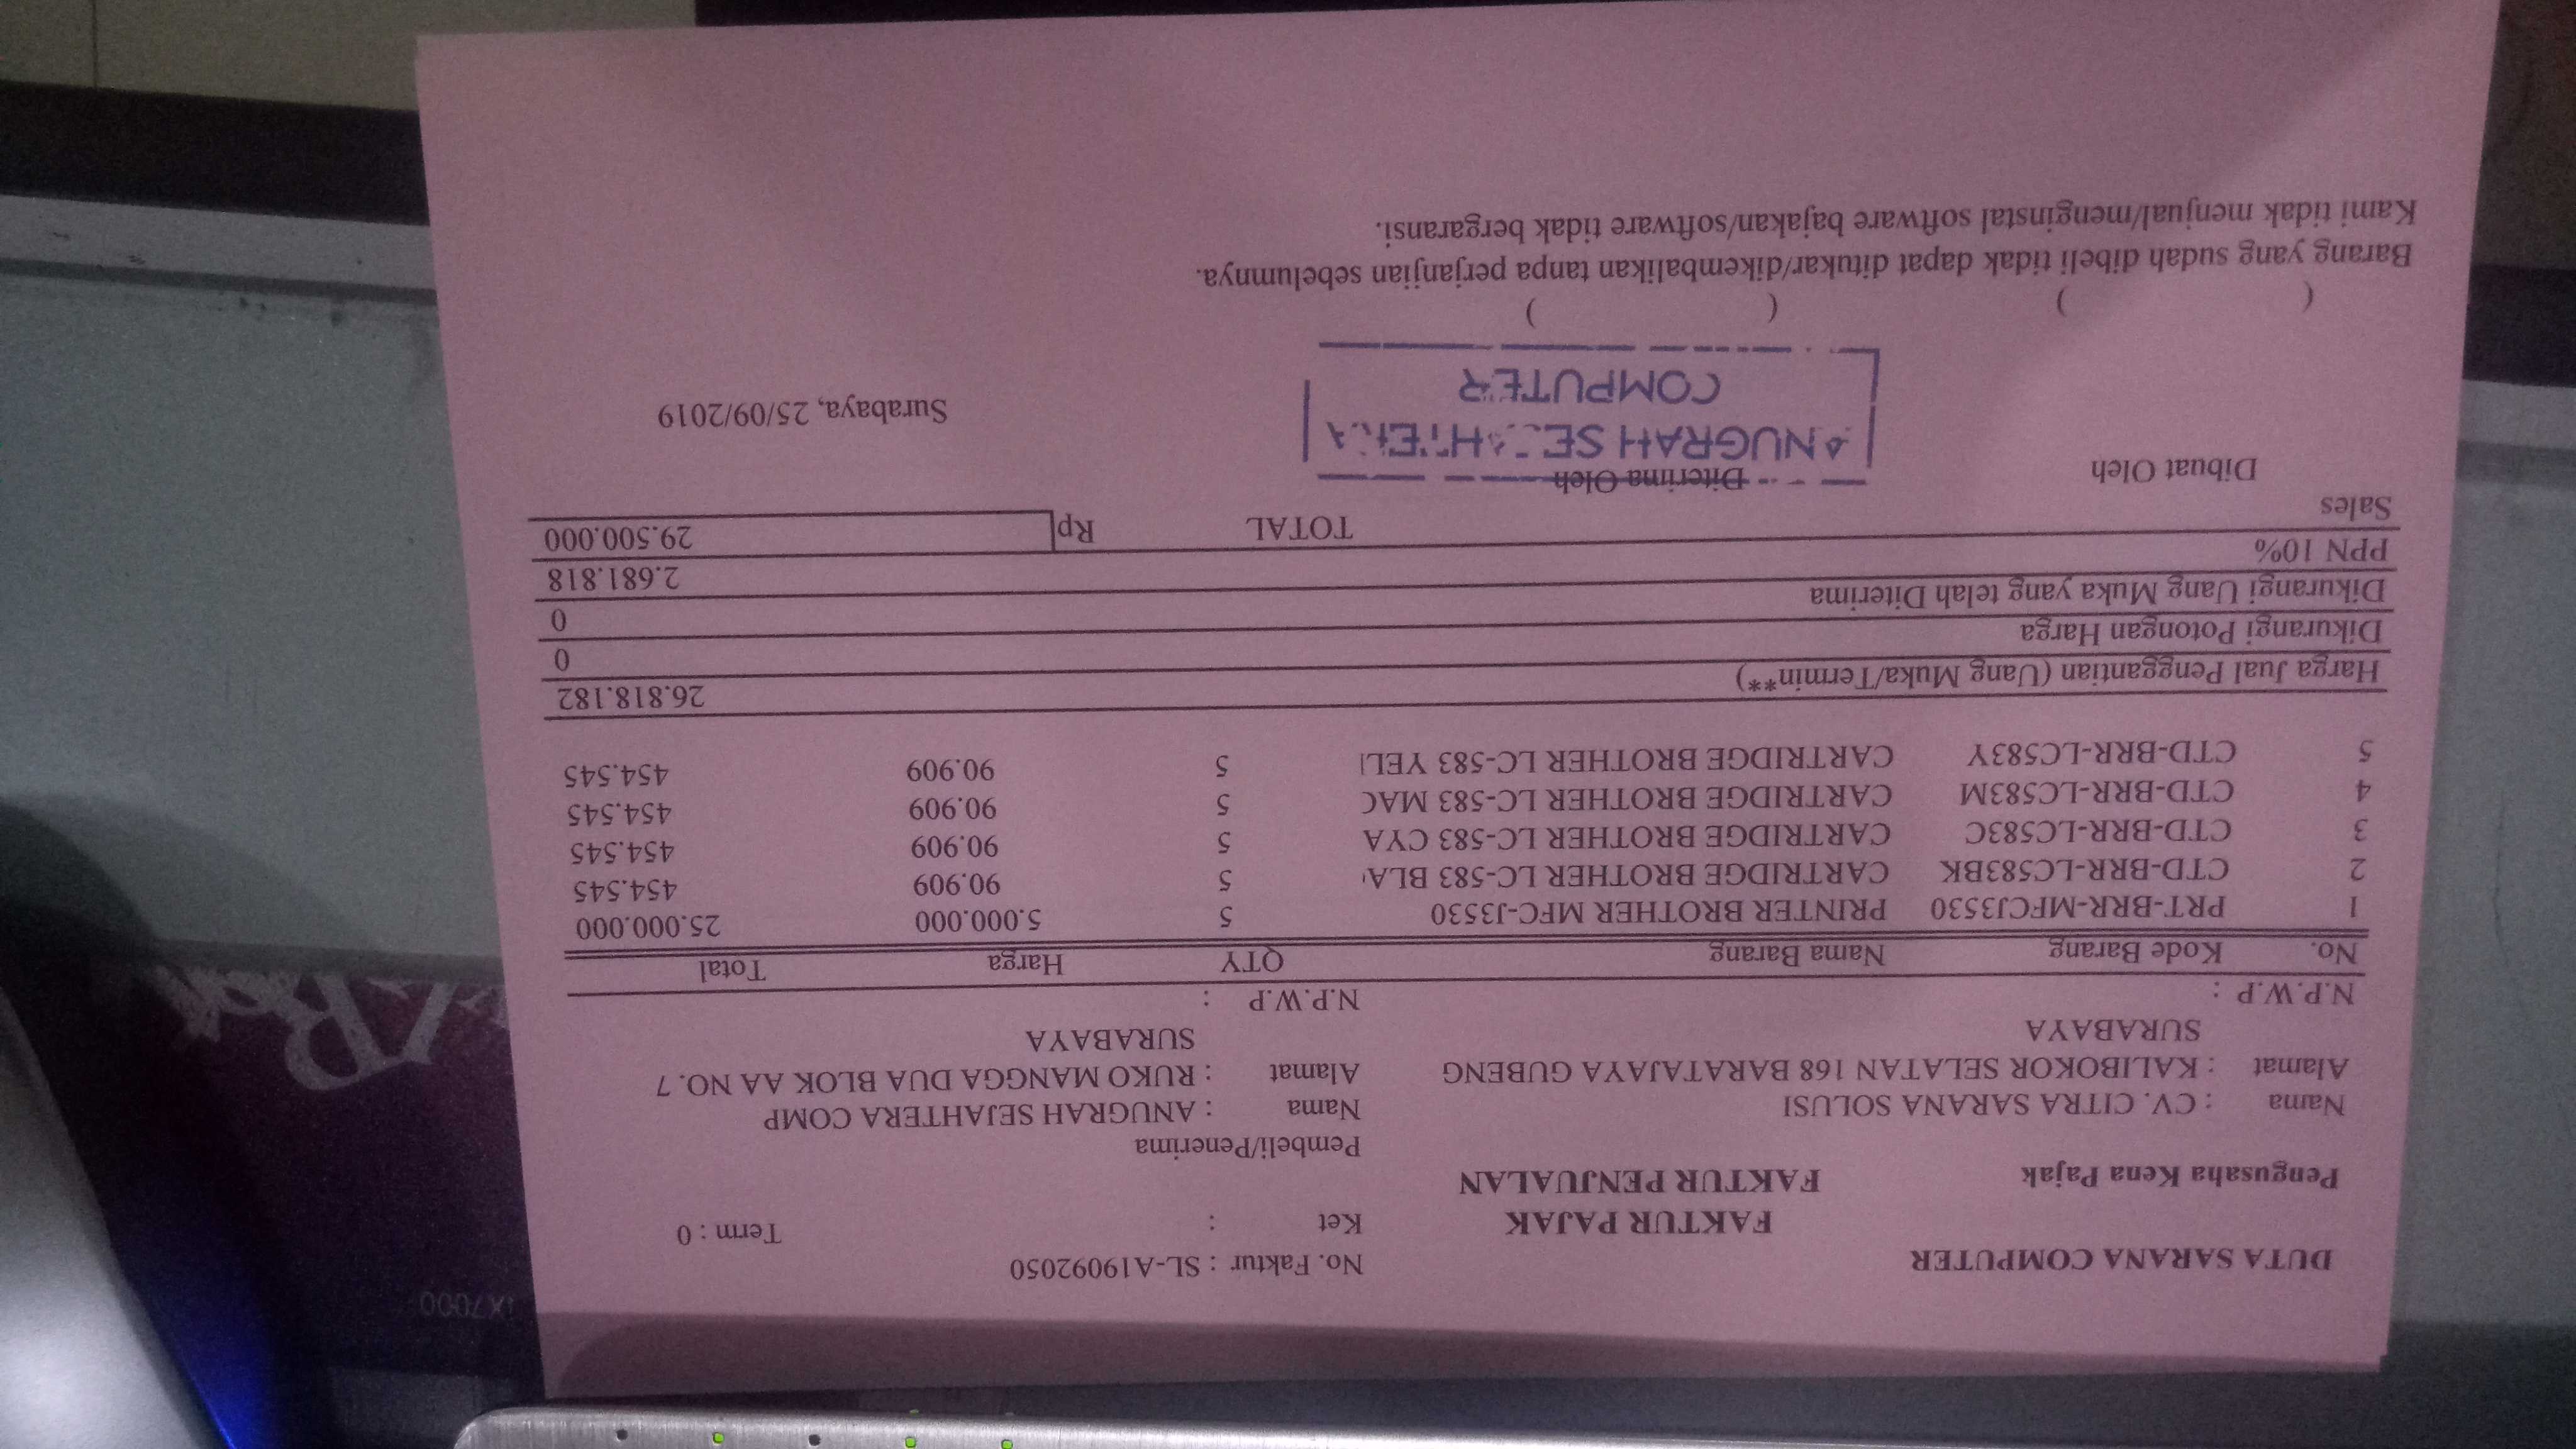 DUTA SARANA COMPUTER
No. Faktur : SL-A19092050
FAKTUR PAJAK
Ket :
Term : 0
Pengusaha Kena Pajak
FAKTUR PENJUALAN
Pembeli/Penerima
Nama : CV. CITRA SARANA SOLUSI
Nama : ANUGRAH SEJAHTERA COMP
Alamat : KALIBOKOR SELATAN 168 BARATAJAYA GUBENG
SURABAYA
Alamat : RUKO MANGGA DUA BLOK AA NO. 7
SURABAYA
N.P.W.P :
N.P.W.P :
No. Kode Barang Nama Barang QTY Harga Total
1 PRT-BRR-MFCJ3530 PRINTER BROTHER MFC-J3530 5 5.000.000 25.000.000
2 CTD-BRR-LC583BK CARTRIDGE BROTHER LC-583 BLA 5 90.909 454.545
3 CTD-BRR-LC583C CARTRIDGE BROTHER LC-583 CYA 5 90.909 454.545
4 CTD-BRR-LC583M CARTRIDGE BROTHER LC-583 MAC 5 90.909 454.545
5 CTD-BRR-LC583Y CARTRIDGE BROTHER LC-583 YEL 5 90.909 454.545
Harga Jual Penggantian (Uang Muka/Termin**) 26.818.182
Dikurangi Potongan Harga 0
Dikurangi Uang Muka yang telah Diterima 0
PPN 10% 2.681.818
Sales TOTAL Rp 29.500.000
Dibuat Oleh
Diterima Oleh
ANUGRAH SEJAHTERA
COMPUTER
Surabaya, 25/09/2019
( ) ( )
Barang yang sudah dibeli tidak dapat ditukar/dikembalikan tanpa perjanjian sebelumnya.
Kami tidak menjual/menginstal software bajakan/software tidak bergaransi.
iX7000